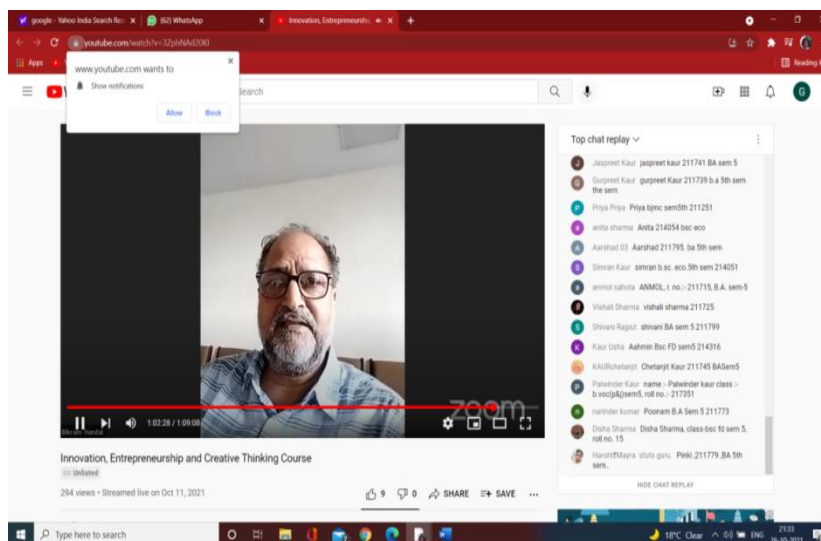 google - Yahoo India Search Res
(62) WhatsApp
Innovation, Entrepreneurship,
youtube.com/watch?v=3ZphNAd20KI
Apps
Reading
www.youtube.com wants to
Show notifications
Allow
Block
Search
G
Top chat replay
Jaspreet Kaur jaspreet kaur 211741 BA sem 5
Gurpreet Kaur gurpreet Kaur 211739 b.a 5th sem
the sem
Priya Priya Priya bjmc sem5th 211251
anita sharma Anita 214054 bsc eco
Aarshad 03 Aarshad 211795. ba 5th sem
Simran Kaur simran b.sc. eco.5th sem 214051
anmol sahota ANMOL, r. no.:- 211715, B.A. sem-5
Vishali Sharma vishali sharma 211725
Shivani Rajput shivani BA sem 5 211799
Kaur Usha Aahmin Bsc FD sem5 214316
KAURchetanjit Chetanjit Kaur 211745 BASem5
Palwinder Kaur name :- Palwinder kaur class :-
b.voc(p&j)sem5, roll no.:- 217351
narinder kumar Poonam B.A Sem 5 211773
Disha Sharma Disha Sharma, class-bsc fd sem 5,
roll no. 15
stuts guru. Pinki ,211779 ,BA 5th
sem..
HIDE CHAT REPLAY
zoom
1:02:28 / 1:09:08
Innovation, Entrepreneurship and Creative Thinking Course
Unlisted
294 views • Streamed live on Oct 11, 2021
9
0
SHARE
SAVE
Type here to search
18°C Clear
ENG
21:33
26-10-2021